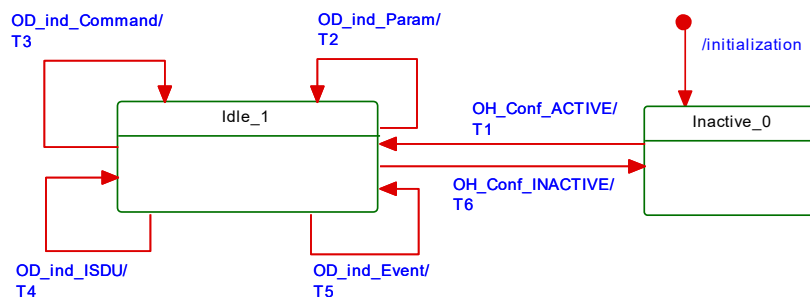 OD_ind_Command/
T3
OD_ind_Param/
T2
/initialization
Idle_1
OH_Conf_ACTIVE/
T1
Inactive_0
OH_Conf_INACTIVE/
T6
OD_ind_ISDU/
T4
OD_ind_Event/
T5